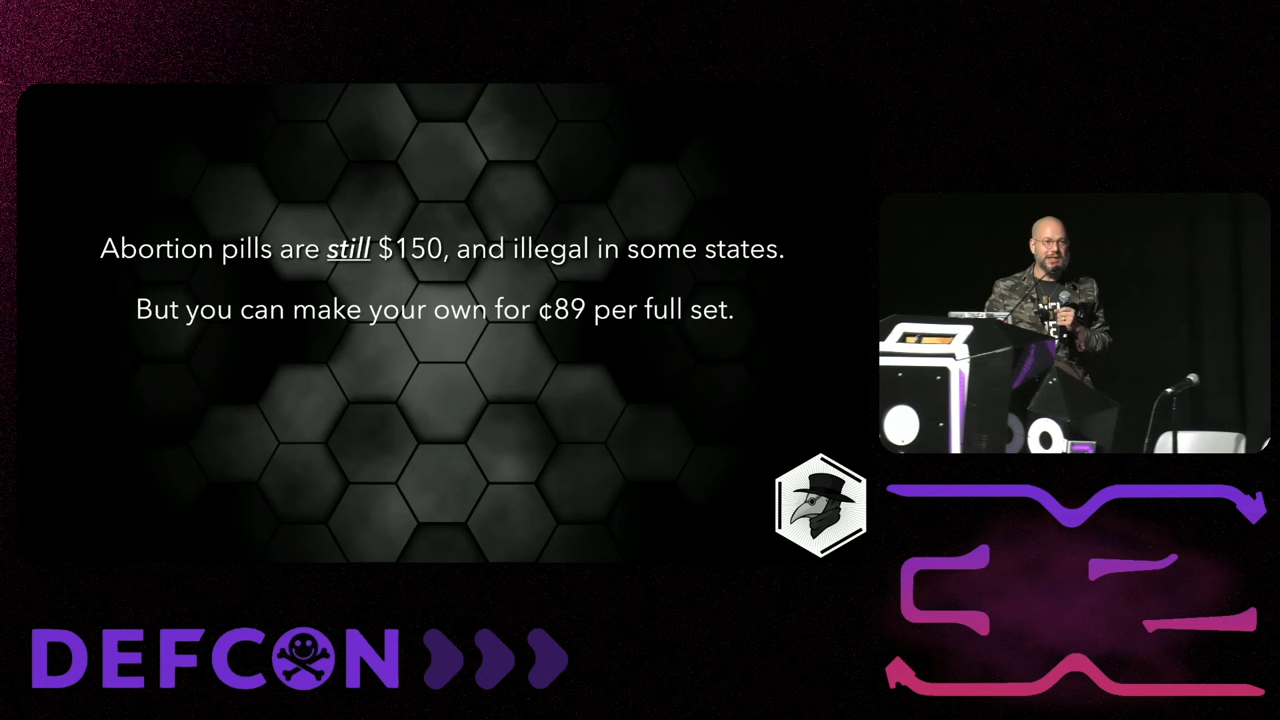 Abortion pills are still $150, and illegal in some states.
But you can make your own for ¢89 per full set.
DEFCON